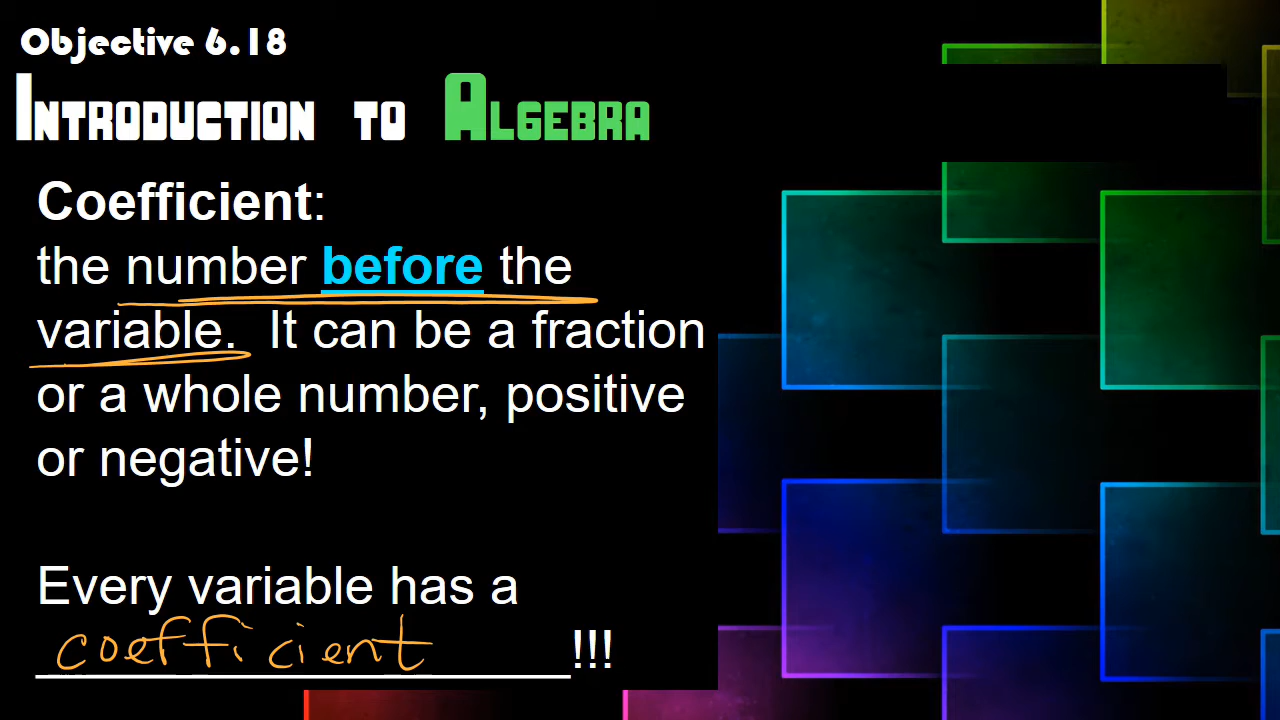 Objective 6.18
Introduction to Algebra
Coefficient:
the number before the
variable. It can be a fraction
or a whole number, positive
or negative!
Every variable has a
coefficient!!!